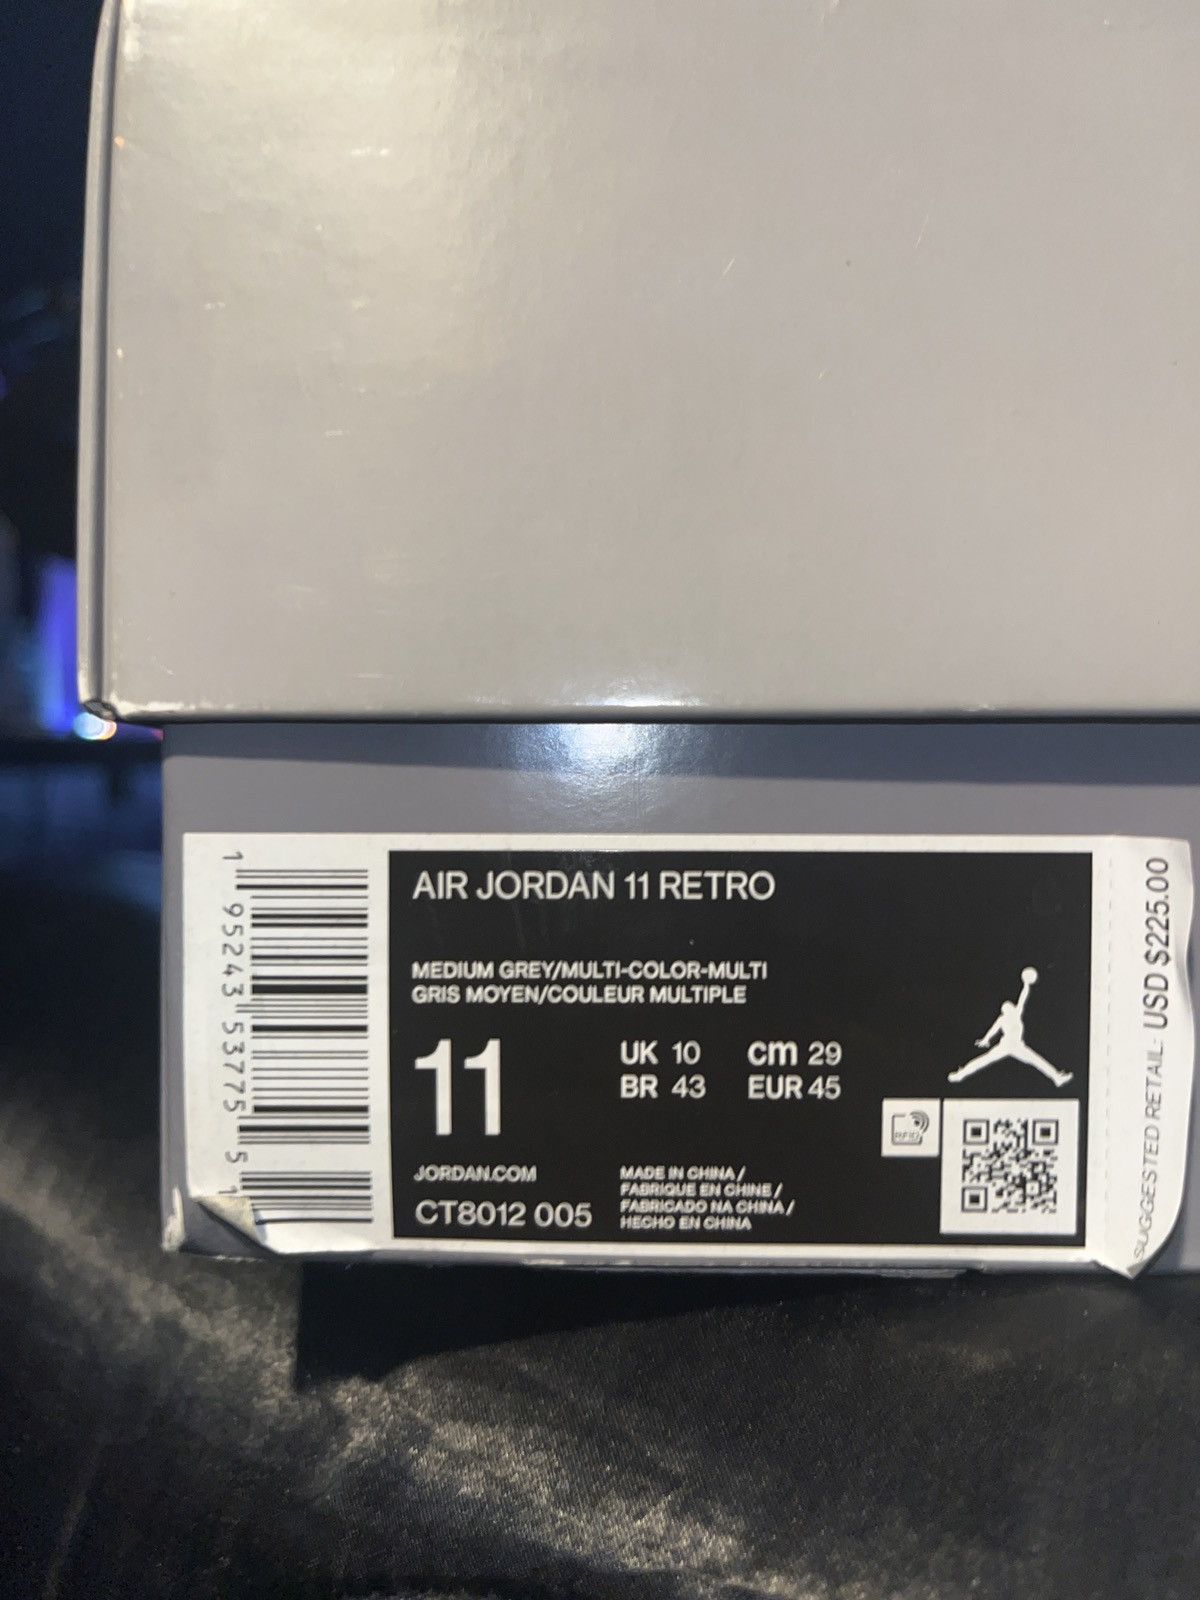 AIR JORDAN 11 RETRO
MEDIUM GREY/MULTI-COLOR-MULTI
GRIS MOYEN/COULEUR MULTIPLE
11
UK 10 cm 29
BR 43 EUR 45
JORDAN.COM
CT8012 005
MADE IN CHINA /
FABRIQUE EN CHINE /
FABRICADO NA CHINA /
HECHO EN CHINA
RFID
1 95243 53775 5
SUGGESTED RETAIL: USD $225.00